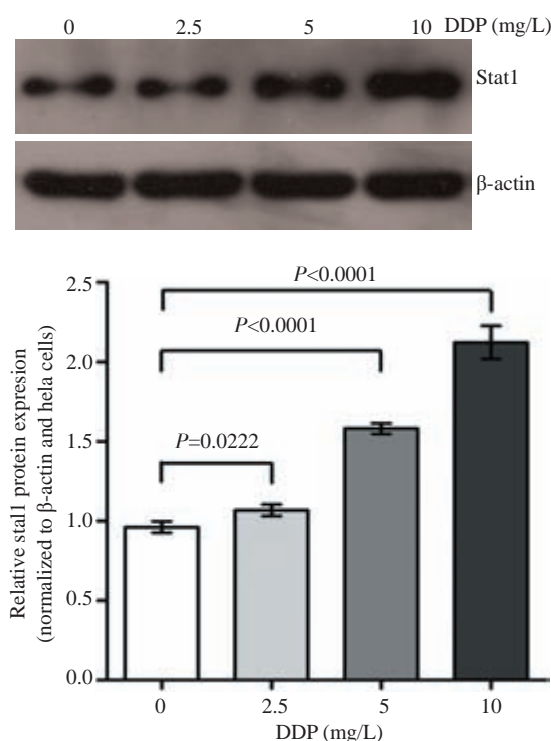 0 2.5 5 10 DDP (mg/L)
Stat1
β-actin
P<0.0001
P<0.0001
P=0.0222
2.5
2.0
1.5
1.0
0.5
0.0
Relative stal1 protein expresion
(normalized to β-actin and hela cells)
0 2.5 5 10
DDP (mg/L)